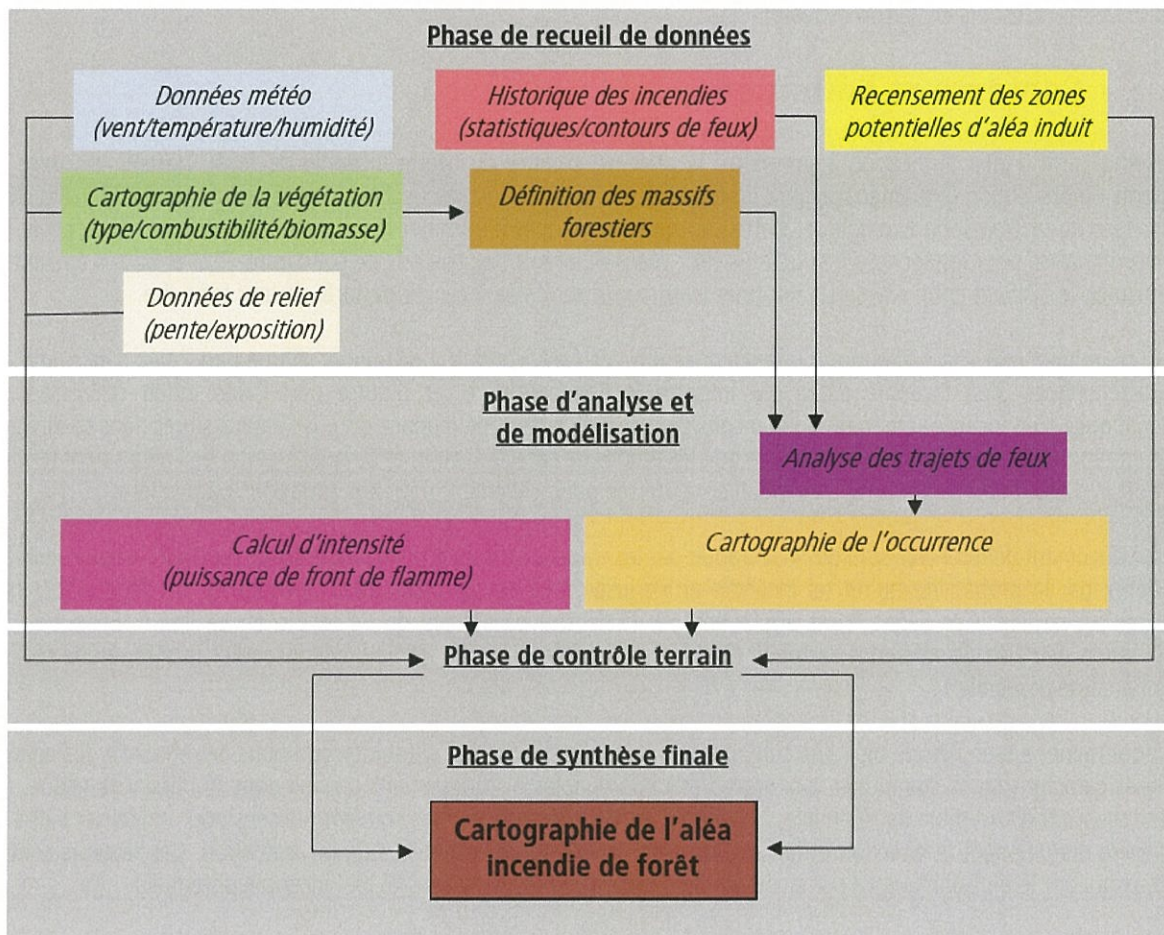 Phase de recueil de données
Données météo
(vent/température/humidité)
Historique des incendies
(statistiques/contours de feux)
Recensement des zones
potentielles d'aléa induit
Cartographie de la végétation
(type/combustibilité/biomasse)
Définition des massifs
forestiers
Données de relief
(pente/exposition)
Phase d'analyse et
de modélisation
Analyse des trajets de feux
Calcul d'intensité
(puissance de front de flamme)
Cartographie de l'occurrence
Phase de contrôle terrain
Phase de synthèse finale
Cartographie de l'aléa
incendie de forêt